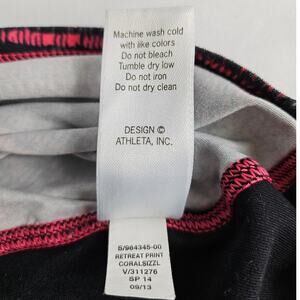 Machine wash cold
with like colors
Do not bleach
Tumble dry low
Do not iron
Do not dry clean
DESIGN ©
ATHLETA, INC.
S/964345-00
RETREAT PRINT
CORALSIZZL
V/311276
SP 14
09/13